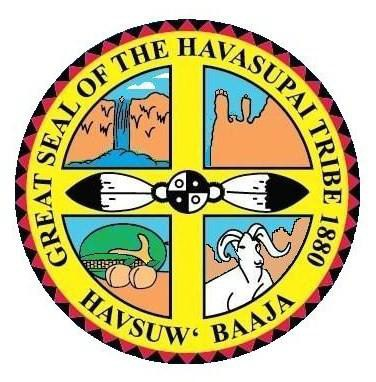 GREAT SEAL OF THE HAVASUPAI TRIBE 1880
HAVSUW‘ BAAJA